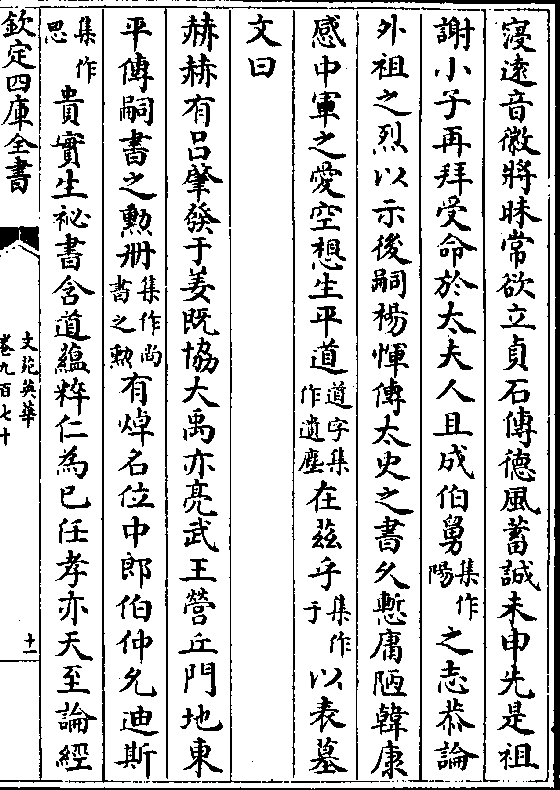 寖遠音徽將昧常欲立貞石傳德風蓄誠未申先是祖
謝小子再拜受命於太夫人且成伯舅集作陽之志恭論
外祖之烈以示後嗣楊惲傳太史之書久慙庸陋韓康
感中軍之愛空想生平道道字集作遺塵在兹乎集作于以表墓
文曰
赫赫有吕肇發于姜既協大禹亦亮武王營丘門地東
平傳嗣書之勲册集作尚書之勲有焯名位中郎伯仲允迪斯
集作思貴實生祕書含道藴粹仁為已任孝亦天至論經
欽定四庫全書
文苑英華
卷九百七十
十一